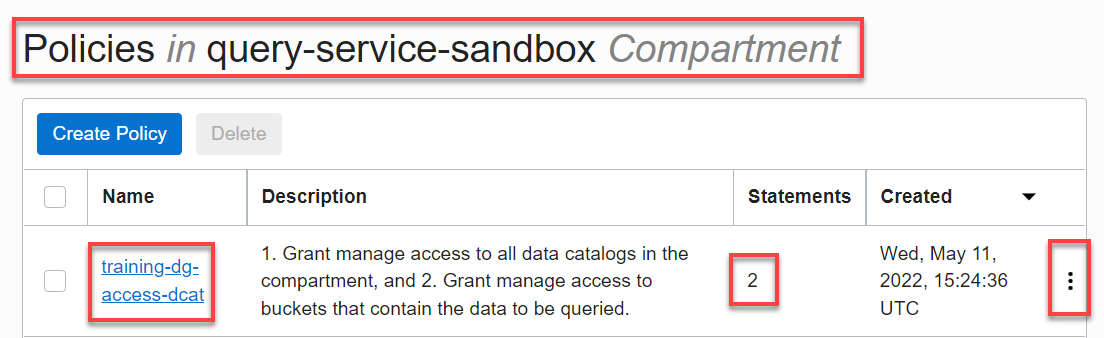 Policies in query-service-sandbox Compartment
Create Policy
Delete
Name
Description
Statements
Created
training-dg-
access-dcat
1. Grant manage access to all data catalogs in the
compartment, and 2. Grant manage access to
buckets that contain the data to be queried.
2
Wed, May 11,
2022, 15:24:36
UTC